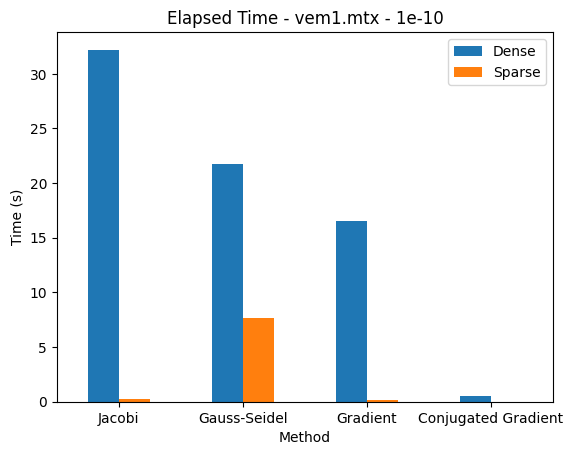 Elapsed Time - vem1.mtx - 1e-10
Dense
Sparse
Time (s)
30
25
20
15
10
5
0
Jacobi
Gauss-Seidel
Gradient
Conjugated Gradient
Method